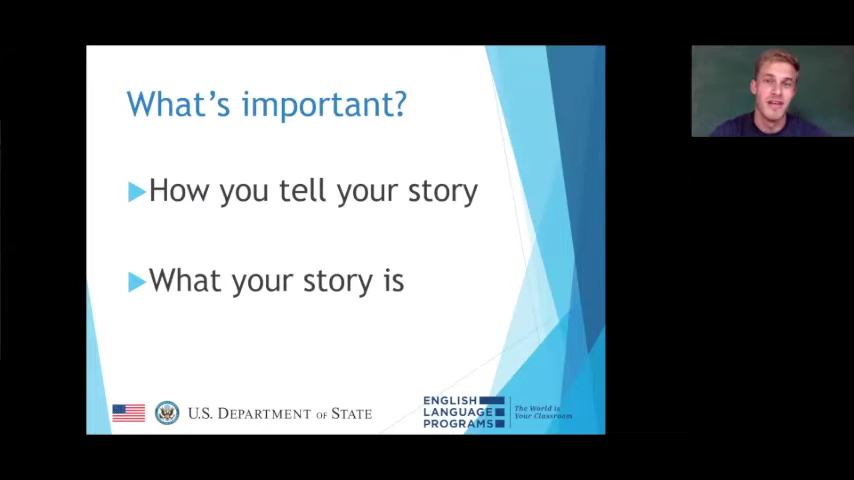 What's important?
How you tell your story
What your story is
U.S. DEPARTMENT OF STATE
ENGLISH
LANGUAGE
PROGRAMS
The World is
Your Classroom